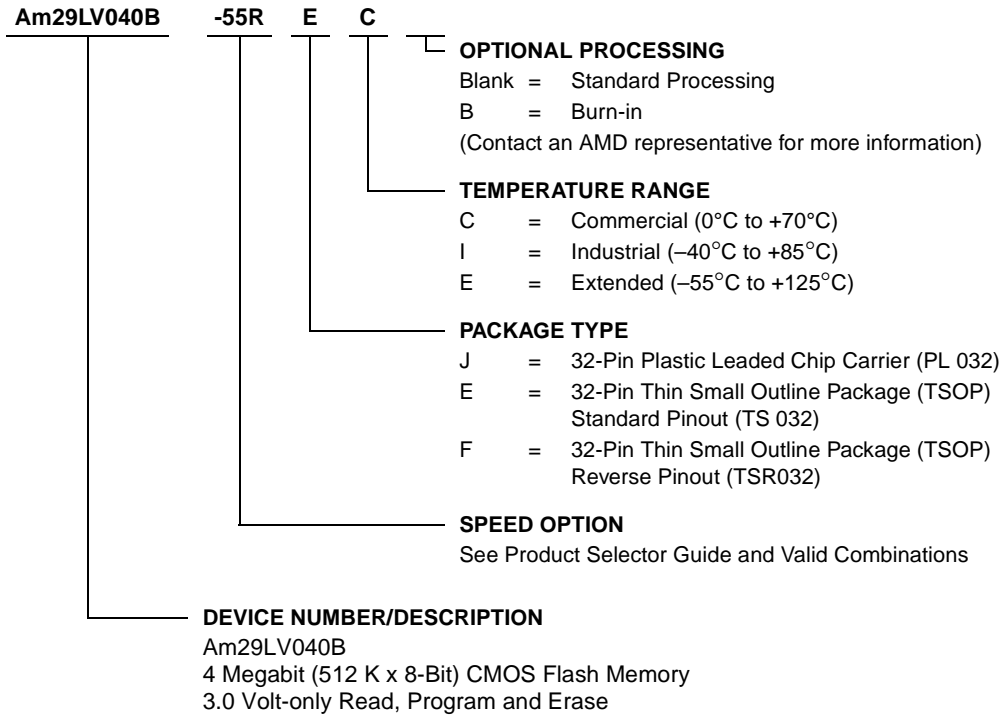 Am29LV040B -55R E C
OPTIONAL PROCESSING
Blank = Standard Processing
B = Burn-in
(Contact an AMD representative for more information)
TEMPERATURE RANGE
C = Commercial (0°C to +70°C)
I = Industrial (–40°C to +85°C)
E = Extended (–55°C to +125°C)
PACKAGE TYPE
J = 32-Pin Plastic Leaded Chip Carrier (PL 032)
E = 32-Pin Thin Small Outline Package (TSOP)
Standard Pinout (TS 032)
F = 32-Pin Thin Small Outline Package (TSOP)
Reverse Pinout (TSR032)
SPEED OPTION
See Product Selector Guide and Valid Combinations
DEVICE NUMBER/DESCRIPTION
Am29LV040B
4 Megabit (512 K x 8-Bit) CMOS Flash Memory
3.0 Volt-only Read, Program and Erase